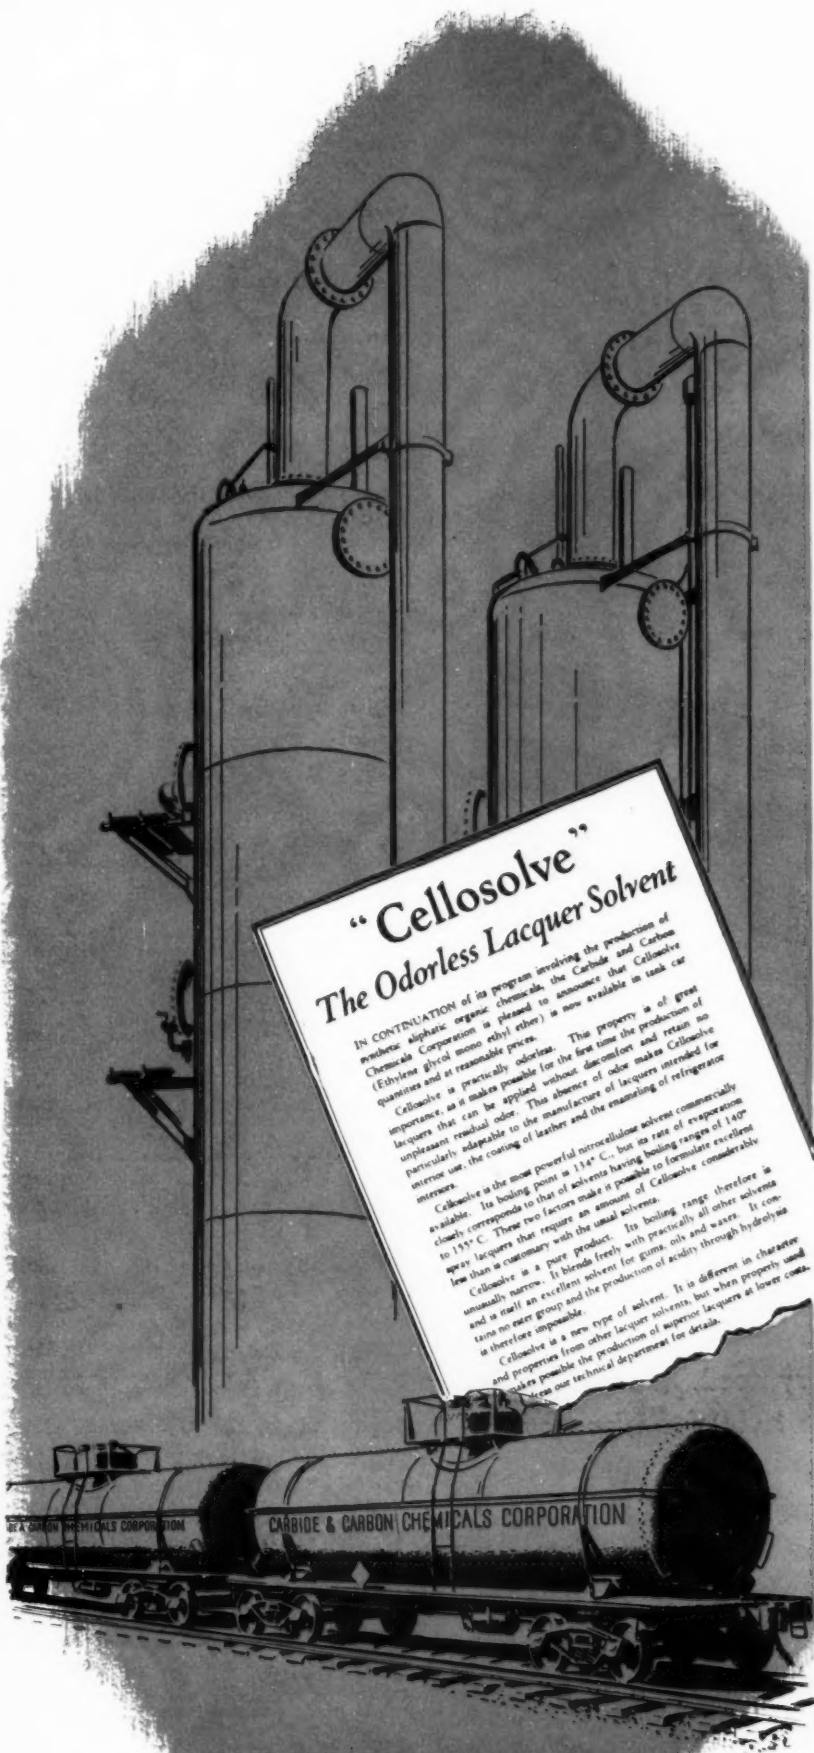 "Cellosolve"
The Odorless Lacquer Solvent
IN CONTINUATION of its program involving the production of
synthetic aliphatic organic chemicals, the Carbide and Carbon
Chemicals Corporation is pleased to announce that Cellosolve
(Ethylene glycol mono ethyl ether) is now available in tank car
quantities and at reasonable prices.
Cellosolve is practically odorless. This property is of great
importance, as it makes possible for the first time the production of
lacquers that can be applied without discomfort and retain no
unpleasant residual odor. This absence of odor makes Cellosolve
particularly adaptable to the manufacture of lacquers intended for
interior use, the coating of leather and the enameling of refrigerator
interiors.
Cellosolve is the most powerful nitrocellulose solvent commercially
available. Its boiling point is 134° C., but its rate of evaporation
closely corresponds to that of solvents having boiling ranges of 140°
to 155° C. These two factors make it possible to formulate excellent
spray lacquers that require an amount of Cellosolve considerably
less than is customary with the usual solvents.
Cellosolve is a pure product. Its boiling range therefore is
unusually narrow. It blends freely with practically all other solvents
and is itself an excellent solvent for gums, oils and waxes. It con-
tains no ester group and the production of acidity through hydrolysis
is therefore impossible.
Cellosolve is a new type of solvent. It is different in character
and properties from other lacquer solvents, but when properly used
makes possible the production of superior lacquers at lower costs.
dress our technical department for details.
CARBON CHEMICALS CORPORATION
CARBIDE & CARBON CHEMICALS CORPORATION